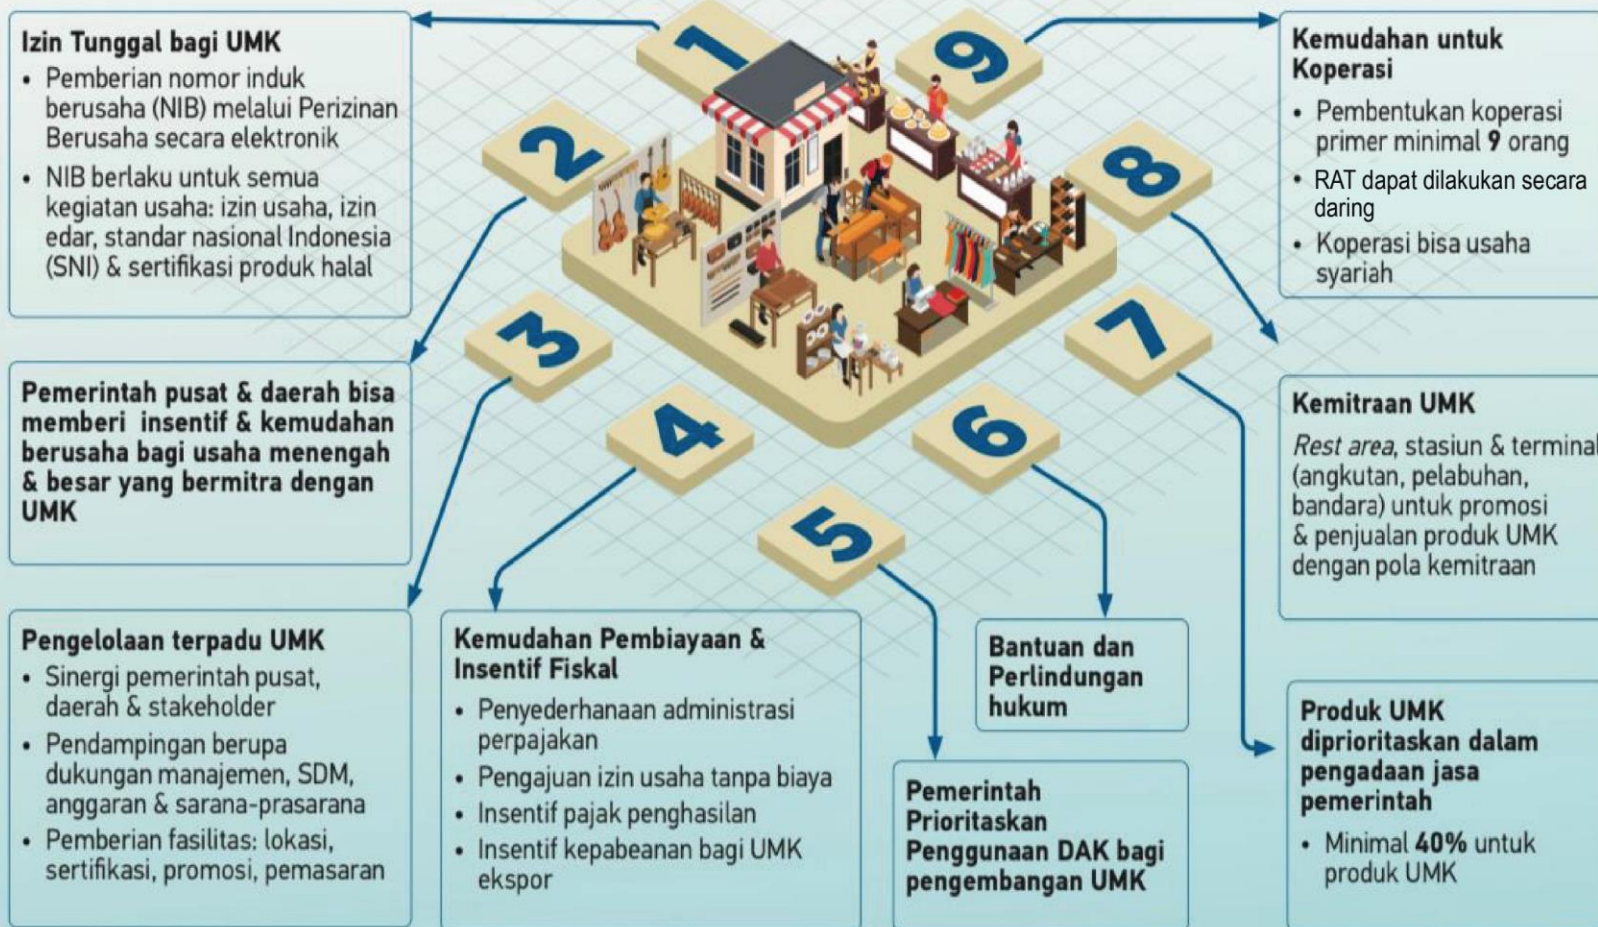 1
Izin Tunggal bagi UMK
• Pemberian nomor induk
berusaha (NIB) melalui Perizinan
Berusaha secara elektronik
• NIB berlaku untuk semua
kegiatan usaha: izin usaha, izin
edar, standar nasional Indonesia
(SNI) & sertifikasi produk halal
2
Pemerintah pusat & daerah bisa
memberi insentif & kemudahan
berusaha bagi usaha menengah
& besar yang bermitra dengan
UMK
3
Pengelolaan terpadu UMK
• Sinergi pemerintah pusat,
daerah & stakeholder
• Pendampingan berupa
dukungan manajemen, SDM,
anggaran & sarana-prasarana
• Pemberian fasilitas: lokasi,
sertifikasi, promosi, pemasaran
4
Kemudahan Pembiayaan &
Insentif Fiskal
• Penyederhanaan administrasi
perpajakan
• Pengajuan izin usaha tanpa biaya
• Insentif pajak penghasilan
• Insentif kepabeanan bagi UMK
ekspor
5
Pemerintah
Prioritaskan
Penggunaan DAK bagi
pengembangan UMK
6
Bantuan dan
Perlindungan
hukum
7
Produk UMK
diprioritaskan dalam
pengadaan jasa
pemerintah
• Minimal 40% untuk
produk UMK
8
Kemitraan UMK
Rest area, stasiun & terminal
(angkutan, pelabuhan,
bandara) untuk promosi
& penjualan produk UMK
dengan pola kemitraan
9
Kemudahan untuk
Koperasi
• Pembentukan koperasi
primer minimal 9 orang
• RAT dapat dilakukan secara
daring
• Koperasi bisa usaha
syariah